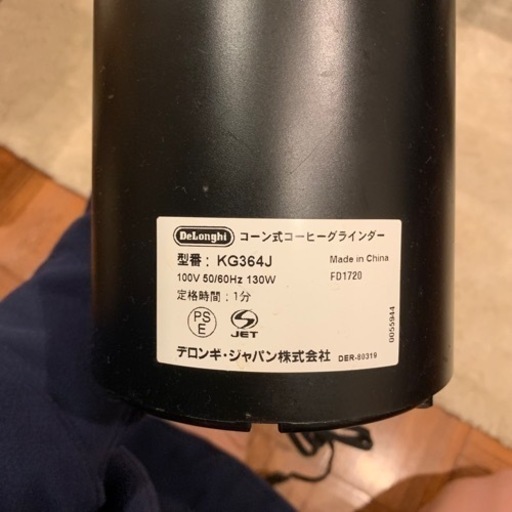 DeLonghi コーン式コーヒーグラインダー
型番：KG364J Made in China
100V 50/60Hz 130W FD1720
定格時間：1分
PS
E
JET
0055944
デロンギ・ジャパン株式会社 DER-80319